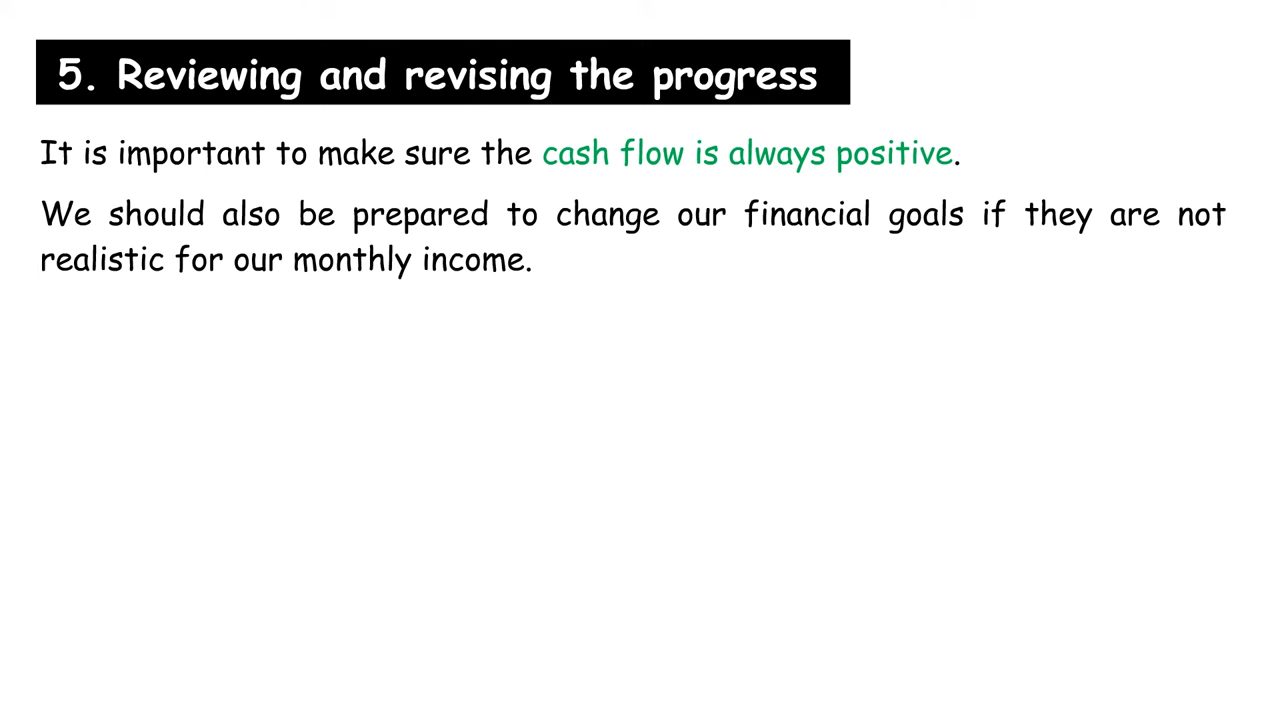 5. Reviewing and revising the progress
It is important to make sure the cash flow is always positive.
We should also be prepared to change our financial goals if they are not
realistic for our monthly income.